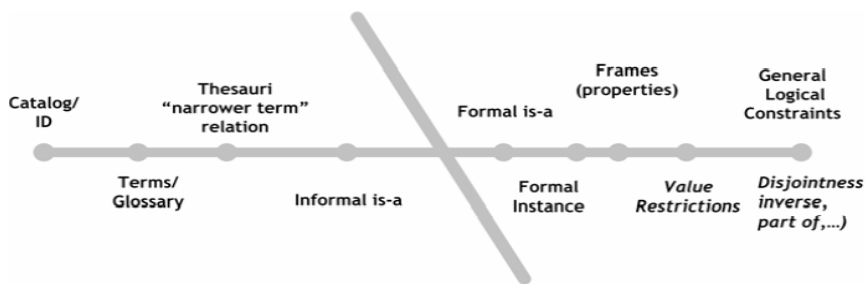 Catalog/
ID
Terms/
Glossary
Thesauri
“narrower term”
relation
Informal is-a
Formal is-a
Formal
Instance
Frames
(properties)
Value
Restrictions
General
Logical
Constraints
Disjointness
inverse,
part of,...)